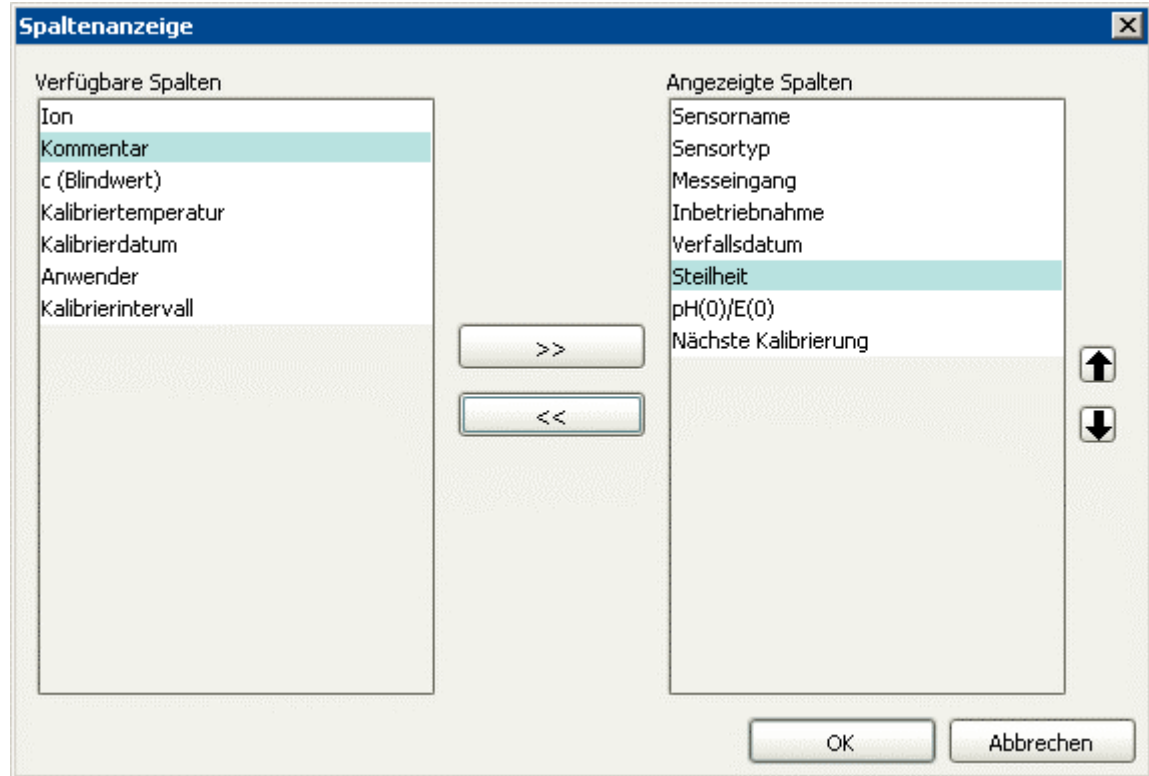 Spaltenanzeige
Verfügbare Spalten
Ion
Kommentar
c (Blindwert)
Kalibriertemperatur
Kalibrierdatum
Anwender
Kalibrierintervall
>>
<<
Angezeigte Spalten
Sensorname
Sensortyp
Messeingang
Inbetriebnahme
Verfallsdatum
Steilheit
pH(0)/E(0)
Nächste Kalibrierung
OK
Abbrechen